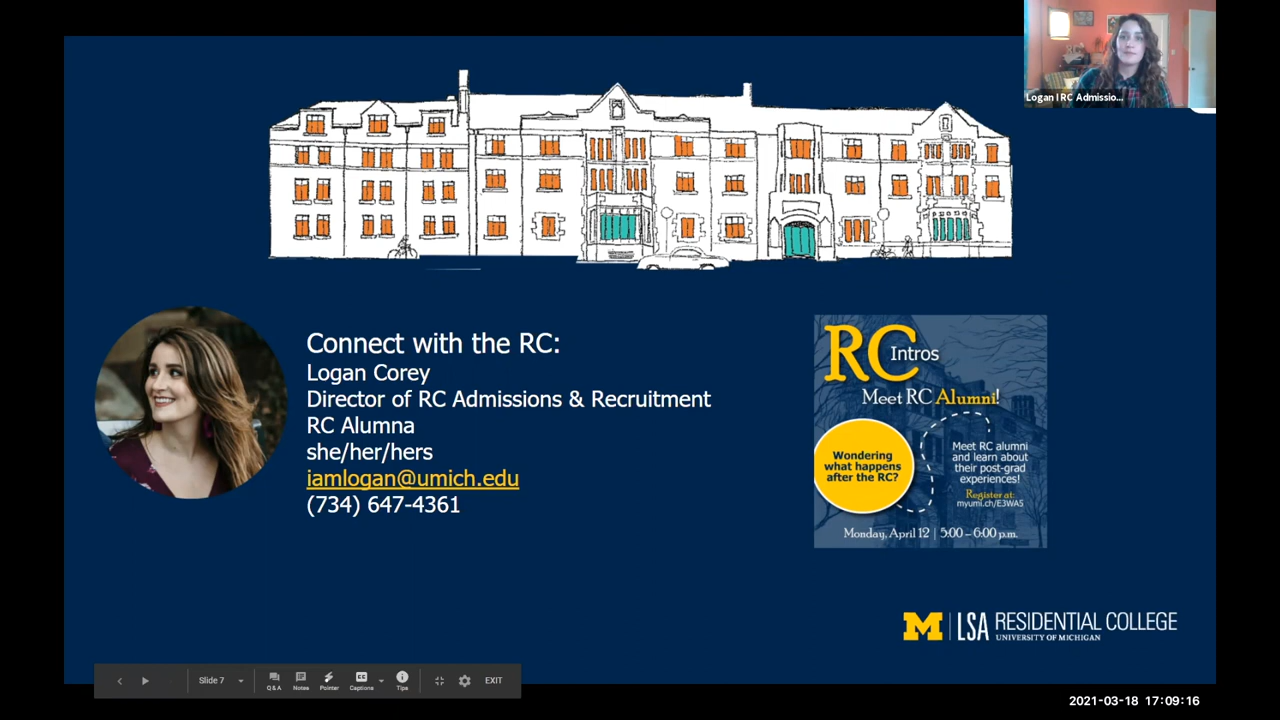 Logan I RC Admissio...
Connect with the RC:
Logan Corey
Director of RC Admissions & Recruitment
RC Alumna
she/her/hers
iamlogan@umich.edu
(734) 647-4361
RC Intros
Meet RC Alumni!
Wondering
what happens
after the RC?
Meet RC alumni
and learn about
their post-grad
experiences!
Register at:
myumi.ch/E3WA5
Monday, April 12 | 5:00 – 6:00 p.m.
M | LSA RESIDENTIAL COLLEGE
UNIVERSITY OF MICHIGAN
Slide 7
Q & A
Notes
Pointer
Captions
Tips
EXIT
2021-03-18 17:09:16